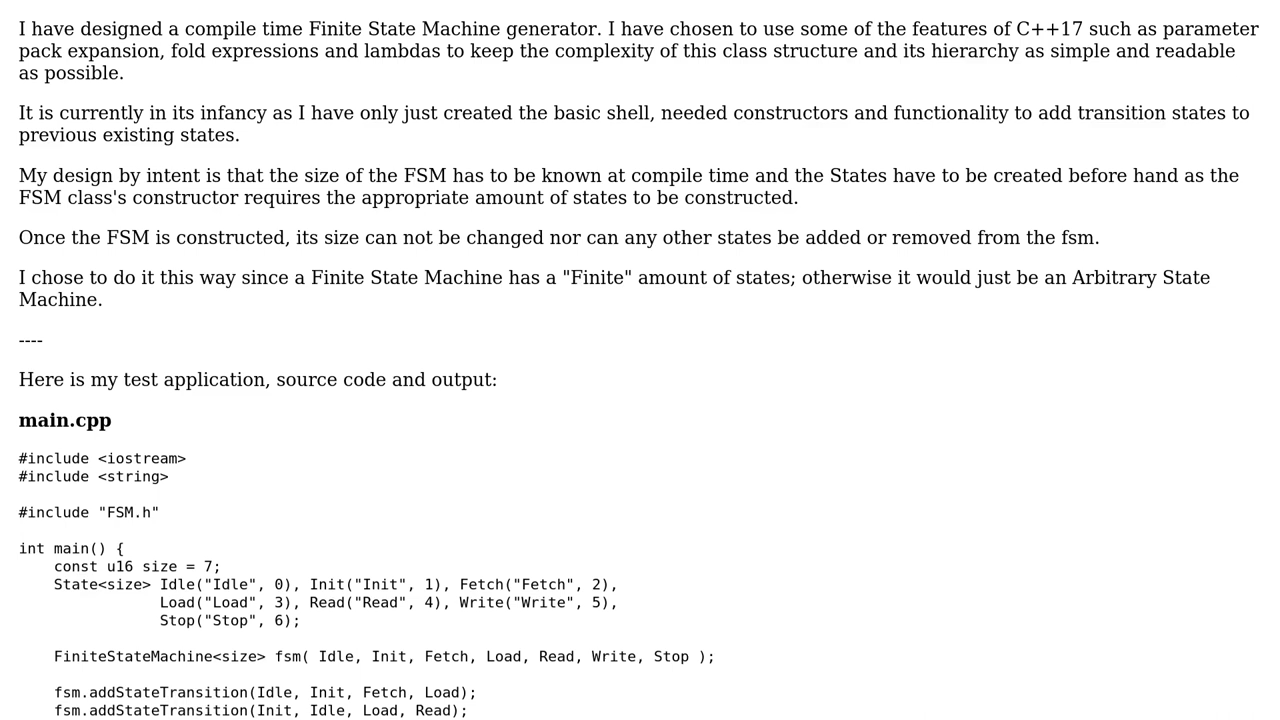 I have designed a compile time Finite State Machine generator. I have chosen to use some of the features of C++17 such as parameter
pack expansion, fold expressions and lambdas to keep the complexity of this class structure and its hierarchy as simple and readable
as possible.
It is currently in its infancy as I have only just created the basic shell, needed constructors and functionality to add transition states to
previous existing states.
My design by intent is that the size of the FSM has to be known at compile time and the States have to be created before hand as the
FSM class's constructor requires the appropriate amount of states to be constructed.
Once the FSM is constructed, its size can not be changed nor can any other states be added or removed from the fsm.
I chose to do it this way since a Finite State Machine has a "Finite" amount of states; otherwise it would just be an Arbitrary State
Machine.
----
Here is my test application, source code and output:
main.cpp
#include <iostream>
#include <string>
#include "FSM.h"
int main() {
    const u16 size = 7;
    State<size> Idle("Idle", 0), Init("Init", 1), Fetch("Fetch", 2),
                Load("Load", 3), Read("Read", 4), Write("Write", 5),
                Stop("Stop", 6);
    FiniteStateMachine<size> fsm( Idle, Init, Fetch, Load, Read, Write, Stop );
    fsm.addStateTransition(Idle, Init, Fetch, Load);
    fsm.addStateTransition(Init, Idle, Load, Read);